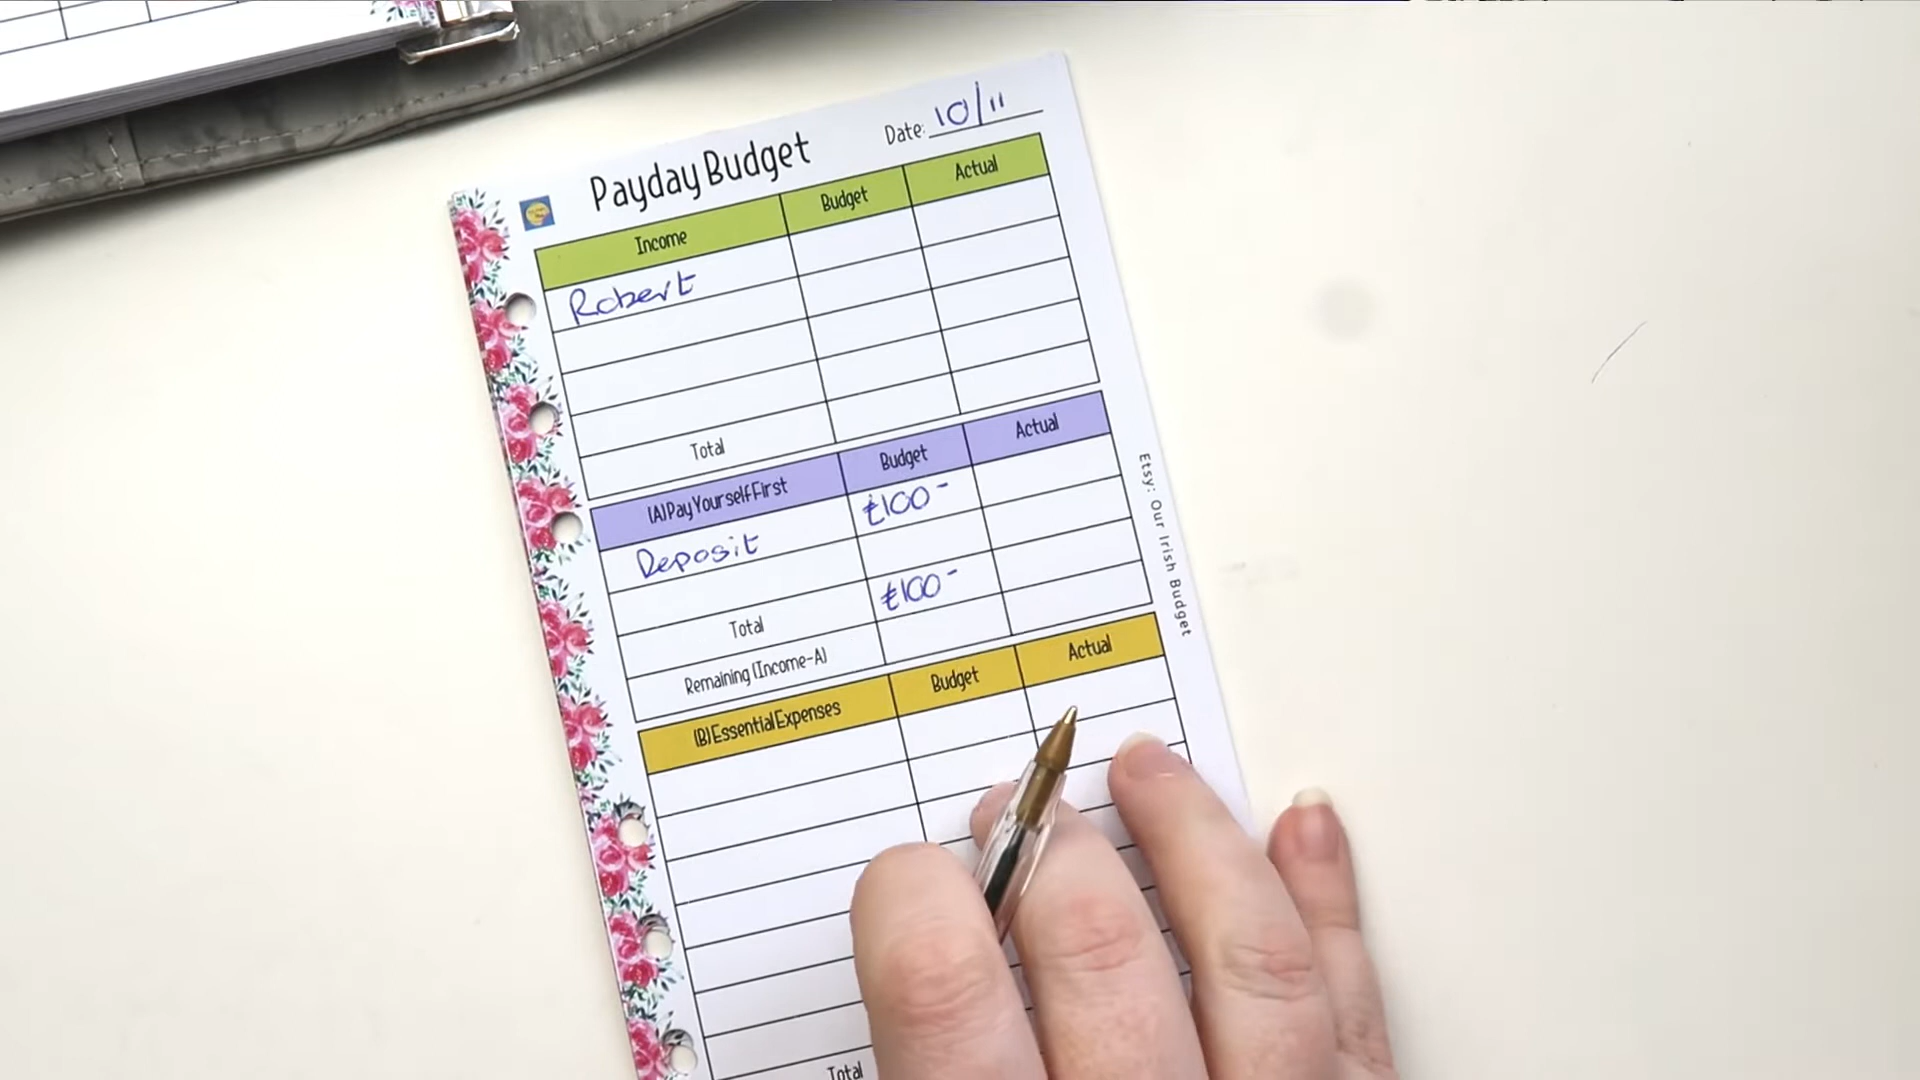 Payday Budget
Date: 10/11
Income Budget Actual
Robert
Total
(A) Pay Yourself First Budget Actual
Deposit £100-
Total £100-
Remaining (Income-A)
(B) Essential Expenses Budget Actual
Total
Etsy: Our Irish Budget